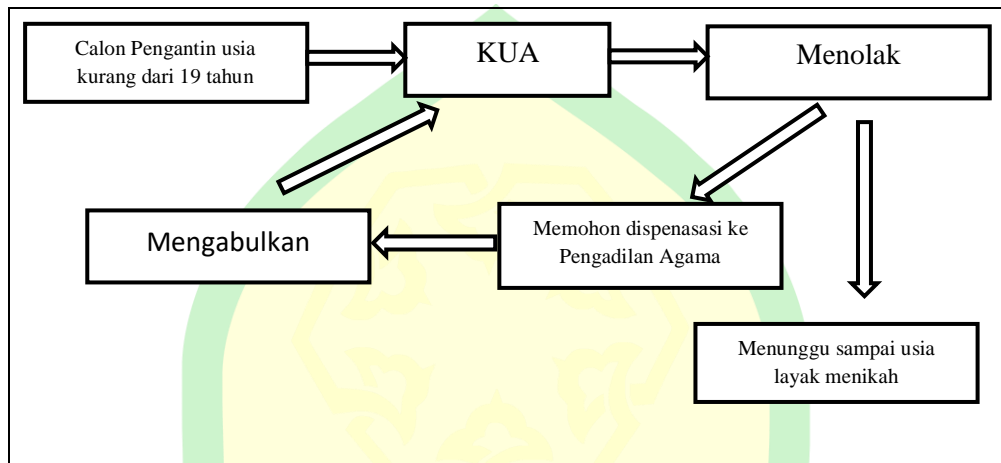 Calon Pengantin usia
kurang dari 19 tahun
KUA
Menolak
Mengabulkan
Memohon dispenasasi ke
Pengadilan Agama
Menunggu sampai usia
layak menikah